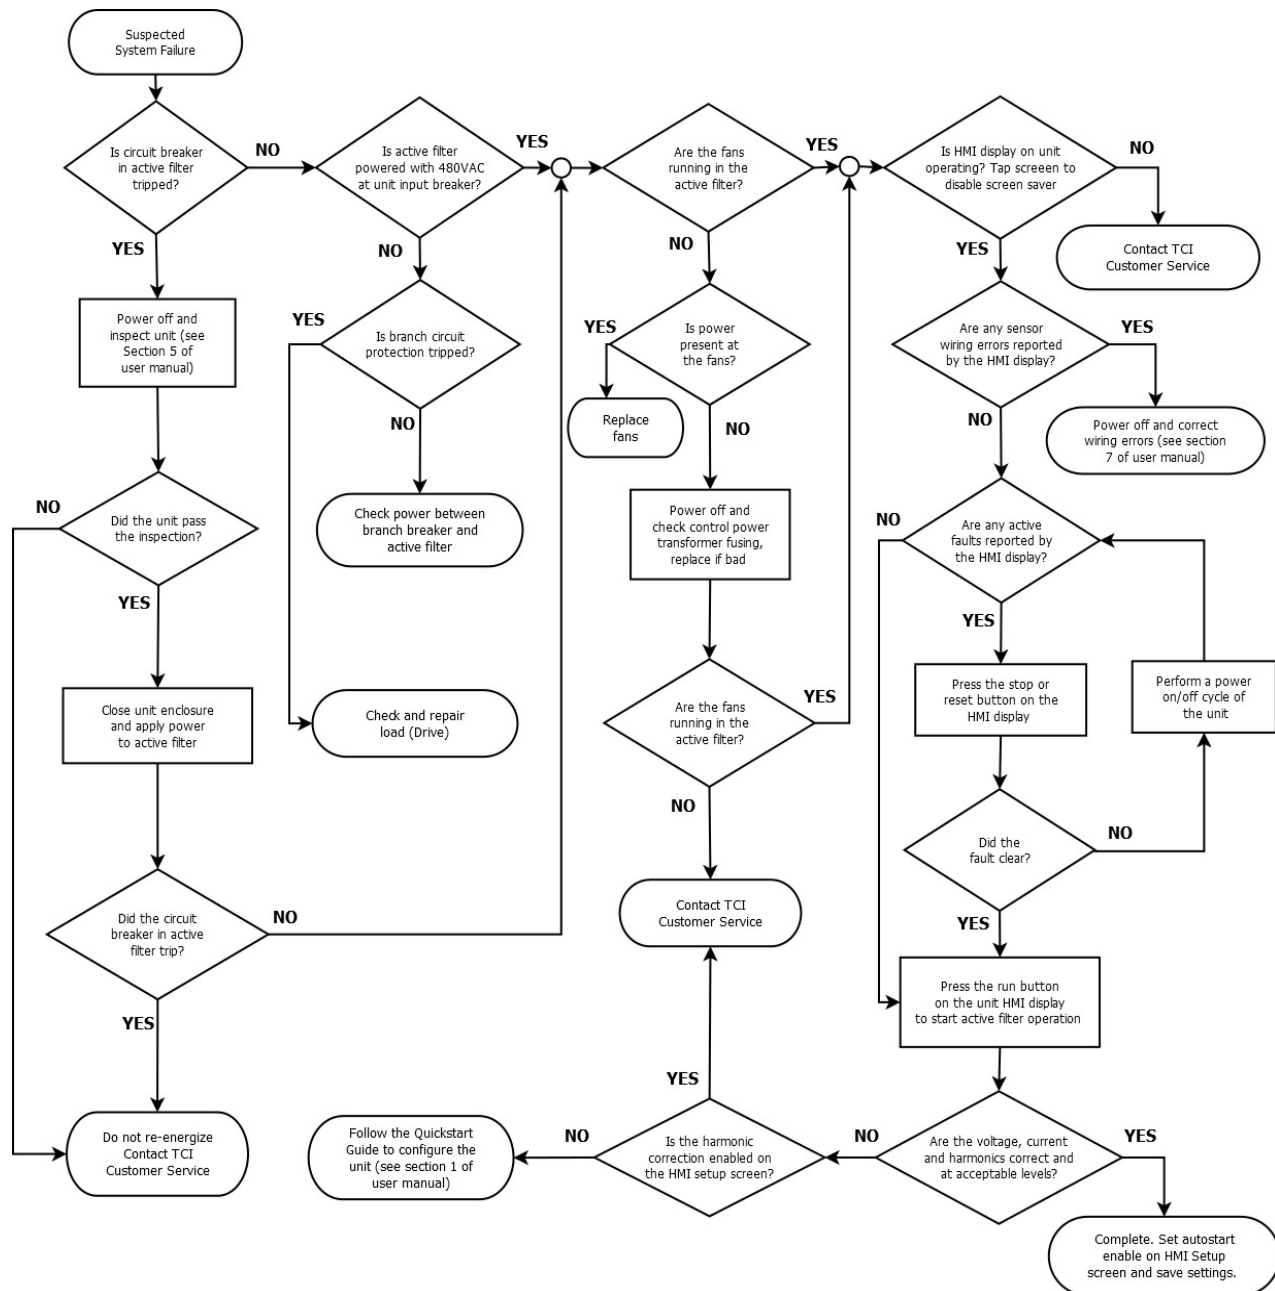 Suspected
System Failure
Is circuit breaker
in active filter
tripped?
NO
YES
Is active filter
powered with 480VAC
at unit input breaker?
YES
NO
Are the fans
running in the
active filter?
YES
NO
Is HMI display on unit
operating? Tap screeen to
disable screen saver
NO
YES
Contact TCI
Customer Service
Power off and
inspect unit (see
Section 5 of
user manual)
YES
Is branch circuit
protection tripped?
NO
YES
Is power
present at
the fans?
NO
Replace
fans
Are any sensor
wiring errors reported
by the HMI display?
YES
NO
Power off and correct
wiring errors (see section
7 of user manual)
NO
Did the unit pass
the inspection?
YES
Check power between
branch breaker and
active filter
Power off and
check control power
transformer fusing,
replace if bad
NO
Are any active
faults reported by
the HMI display?
YES
Close unit enclosure
and apply power
to active filter
Check and repair
load (Drive)
Are the fans
running in the
active filter?
YES
NO
Press the stop or
reset button on the
HMI display
Perform a power
on/off cycle of
the unit
Did the
fault clear?
NO
YES
Did the circuit
breaker in active
filter trip?
NO
YES
Contact TCI
Customer Service
Press the run button
on the unit HMI display
to start active filter operation
YES
Do not re-energize
Contact TCI
Customer Service
Follow the Quickstart
Guide to configure the
unit (see section 1 of
user manual)
NO
Is the harmonic
correction enabled on
the HMI setup screen?
NO
Are the voltage, current
and harmonics correct and
at acceptable levels?
YES
Complete. Set autostart
enable on HMI Setup
screen and save settings.